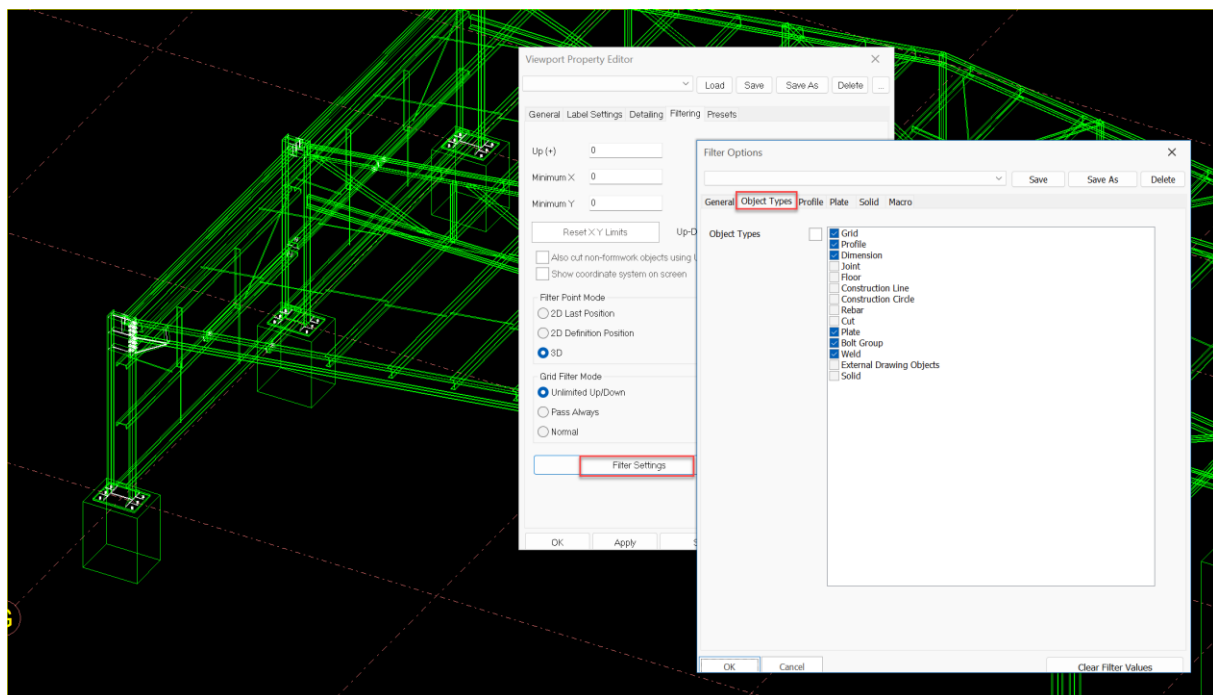 Viewport Property Editor
Load Save Save As Delete ...
General Label Settings Detailing Filtering Presets
Up (+) 0
Minimum X 0
Minimum Y 0
Reset X Y Limits Up-D
Also cut non-formwork objects using U
Show coordinate system on screen
Filter Point Mode
2D Last Position
2D Definition Position
3D
Grid Filter Mode
Unlimited Up/Down
Pass Always
Normal
Filter Settings
OK Apply S
Filter Options
Save Save As Delete
General Object Types Profile Plate Solid Macro
Object Types
Grid
Profile
Dimension
Joint
Floor
Construction Line
Construction Circle
Rebar
Cut
Plate
Bolt Group
Weld
External Drawing Objects
Solid
OK Cancel Clear Filter Values